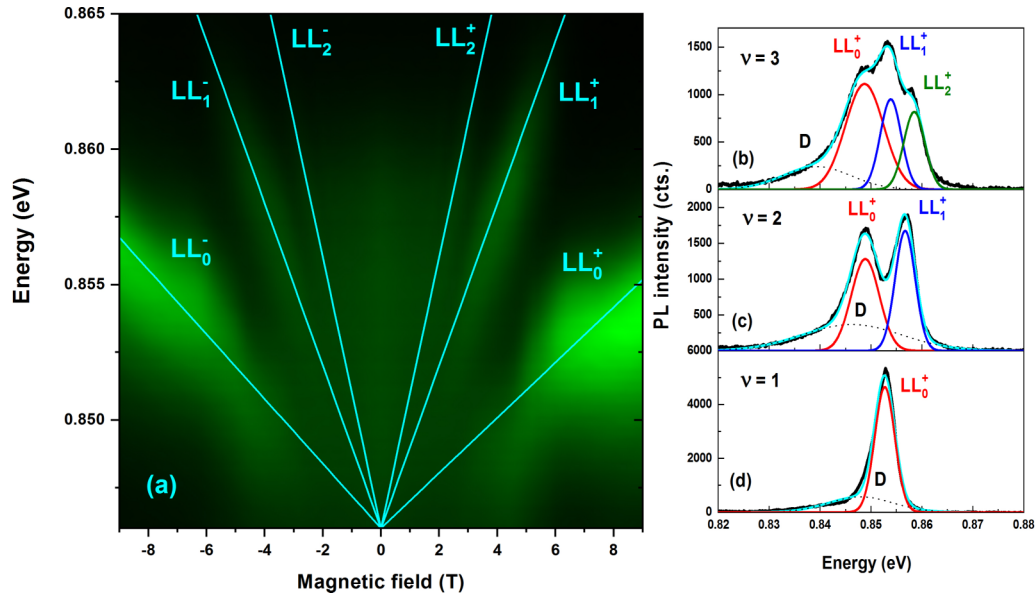 0.865
0.860
0.855
0.850
Energy (eV)
LL₂⁻
LL₂⁺
LL₁⁻
LL₁⁺
LL₀⁻
LL₀⁺
(a)
-8 -6 -4 -2 0 2 4 6 8
Magnetic field (T)
PL intensity (cts.)
1500
1000
500
0
ν = 3
LL₀⁺
LL₁⁺
LL₂⁺
D
(b)
2000
1500
1000
500
ν = 2
LL₀⁺
LL₁⁺
D
(c)
6000
4000
2000
0
ν = 1
LL₀⁺
D
(d)
0.82 0.83 0.84 0.85 0.86 0.87 0.88
Energy (eV)